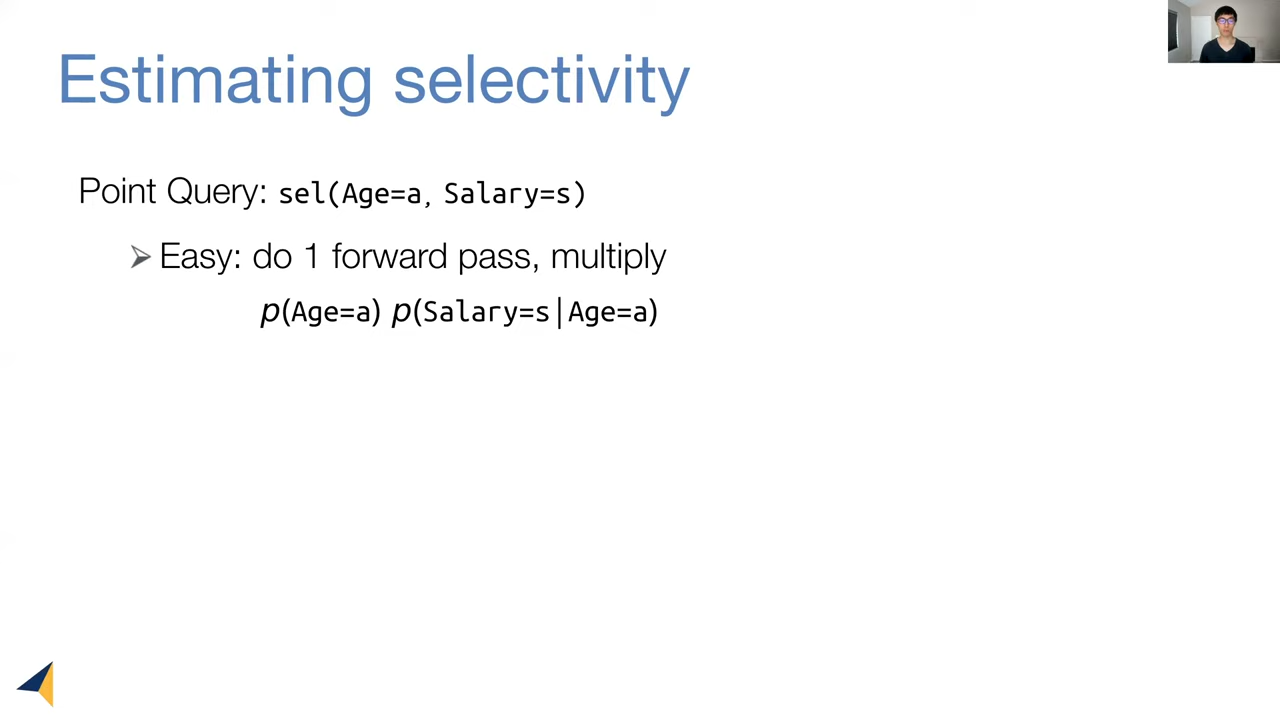 Estimating selectivity
Point Query: sel(Age=a, Salary=s)
➢ Easy: do 1 forward pass, multiply
p(Age=a) p(Salary=s|Age=a)